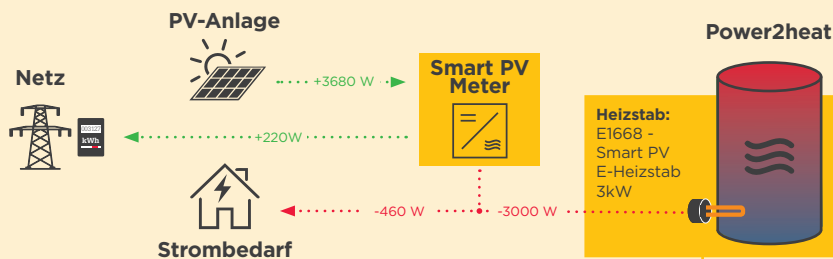 PV-Anlage
Power2heat
Netz
+3680 W
Smart PV
Meter
kWh
+220W
Heizstab:
E1668 -
Smart PV
E-Heizstab
3kW
-460 W
-3000 W
Strombedarf